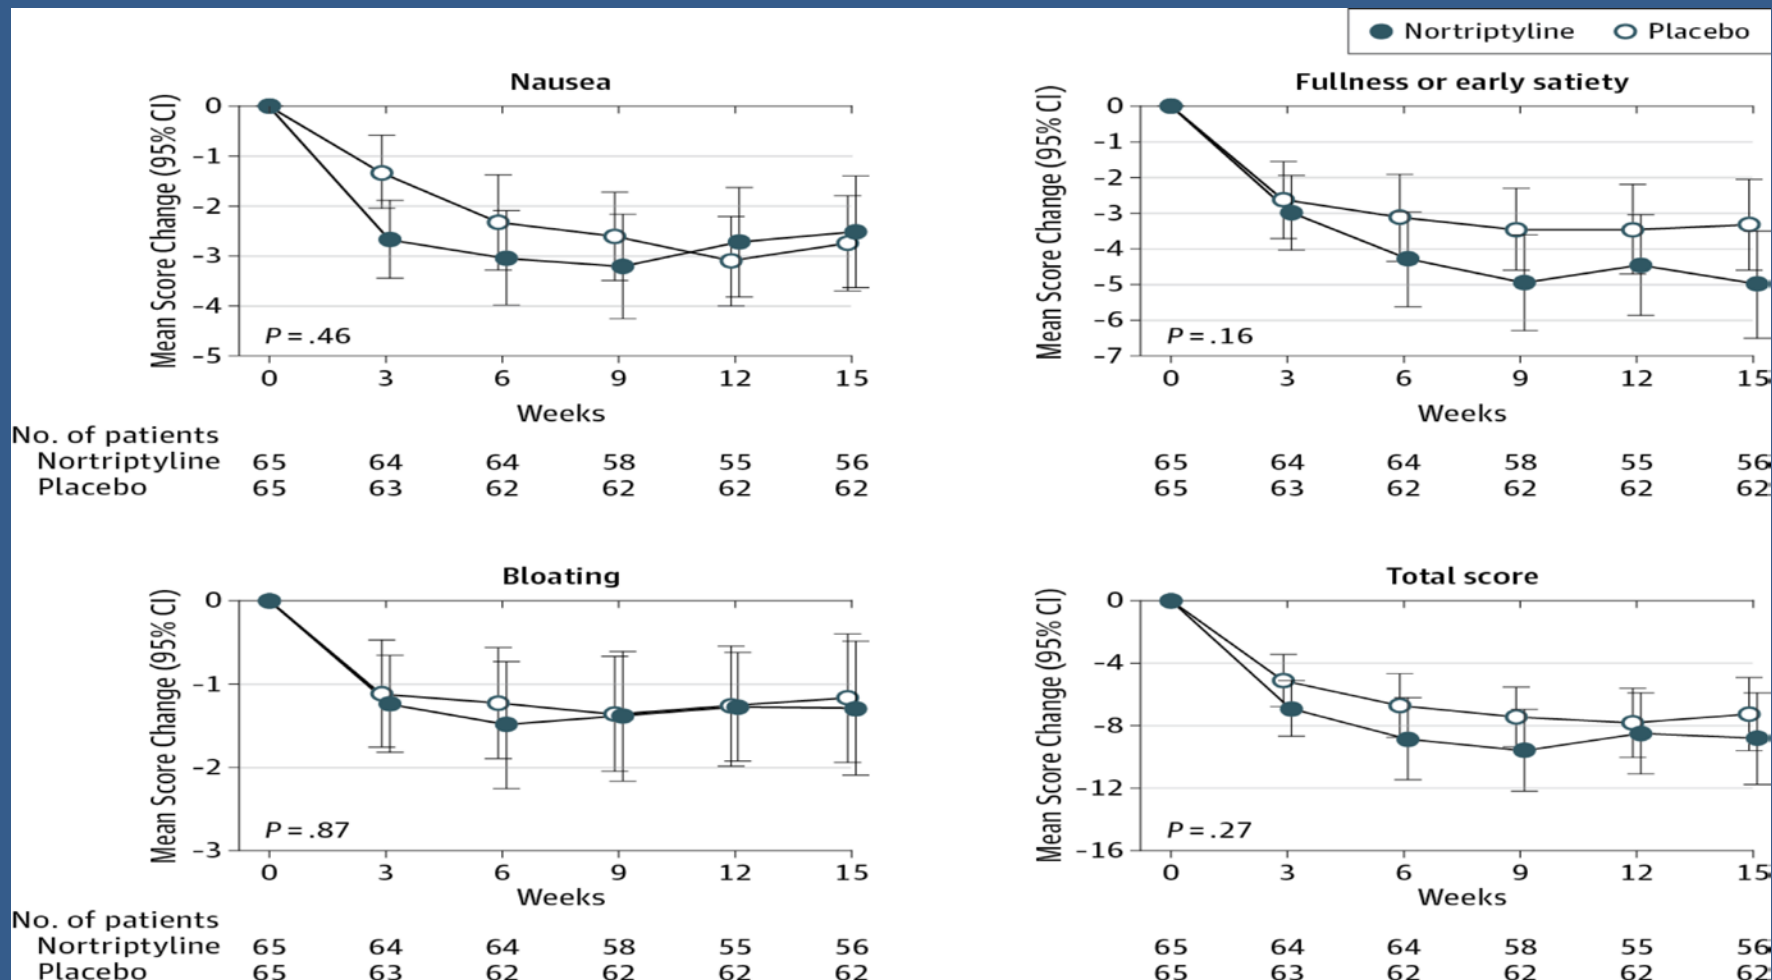 Nortriptyline Placebo
Nausea
Mean Score Change (95% CI)
0
−1
−2
−3
−4
−5
P = .46
0 3 6 9 12 15
Weeks
No. of patients
Nortriptyline 65 64 64 58 55 56
Placebo 65 63 62 62 62 62
Fullness or early satiety
Mean Score Change (95% CI)
0
−1
−2
−3
−4
−5
−6
−7
P = .16
0 3 6 9 12 15
Weeks
65 64 64 58 55 56
65 63 62 62 62 62
Bloating
Mean Score Change (95% CI)
0
−1
−2
−3
P = .87
0 3 6 9 12 15
Weeks
No. of patients
Nortriptyline 65 64 64 58 55 56
Placebo 65 63 62 62 62 62
Total score
Mean Score Change (95% CI)
0
−4
−8
−12
−16
P = .27
0 3 6 9 12 15
Weeks
65 64 64 58 55 56
65 63 62 62 62 62